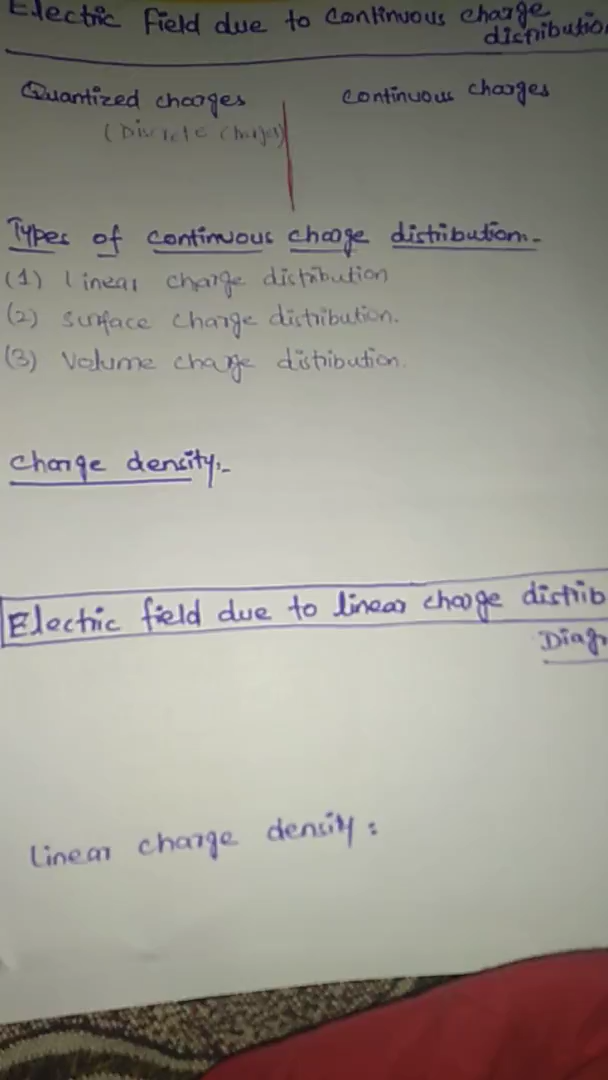 Electric field due to continuous charge
distributio
Quantized charges
(Discrete Charges)
continuous charges
Types of continuous charge distribution:-
(1) linear charge distribution
(2) surface charge distribution.
(3) Volume charge distribution.
charge density:-
Electric field due to linear charge distrib
Diagr
Linear charge density :